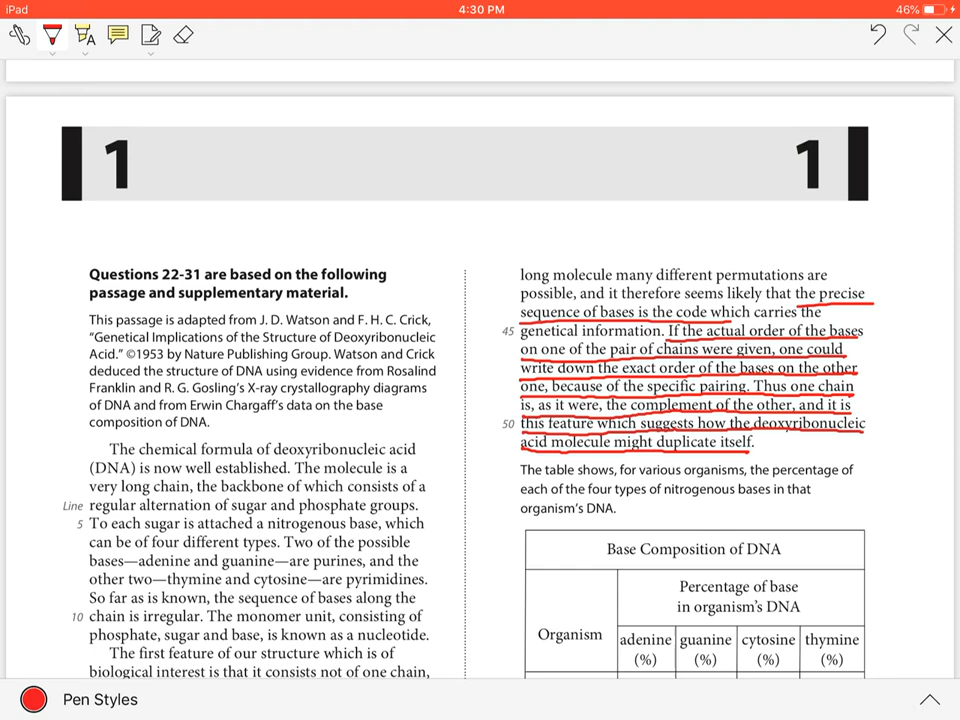 iPad
4:30 PM
46%
A
1
1
Questions 22-31 are based on the following
passage and supplementary material.
This passage is adapted from J. D. Watson and F. H. C. Crick,
“Genetical Implications of the Structure of Deoxyribonucleic
Acid.” ©1953 by Nature Publishing Group. Watson and Crick
deduced the structure of DNA using evidence from Rosalind
Franklin and R. G. Gosling’s X-ray crystallography diagrams
of DNA and from Erwin Chargaff’s data on the base
composition of DNA.
The chemical formula of deoxyribonucleic acid
(DNA) is now well established. The molecule is a
very long chain, the backbone of which consists of a
Line regular alternation of sugar and phosphate groups.
5 To each sugar is attached a nitrogenous base, which
can be of four different types. Two of the possible
bases—adenine and guanine—are purines, and the
other two—thymine and cytosine—are pyrimidines.
So far as is known, the sequence of bases along the
10 chain is irregular. The monomer unit, consisting of
phosphate, sugar and base, is known as a nucleotide.
The first feature of our structure which is of
biological interest is that it consists not of one chain,
long molecule many different permutations are
possible, and it therefore seems likely that the precise
sequence of bases is the code which carries the
45 genetical information. If the actual order of the bases
on one of the pair of chains were given, one could
write down the exact order of the bases on the other
one, because of the specific pairing. Thus one chain
is, as it were, the complement of the other, and it is
50 this feature which suggests how the deoxyribonucleic
acid molecule might duplicate itself.
The table shows, for various organisms, the percentage of
each of the four types of nitrogenous bases in that
organism’s DNA.
Base Composition of DNA
Organism
Percentage of base
in organism’s DNA
adenine guanine cytosine thymine
(%) (%) (%) (%)
Pen Styles